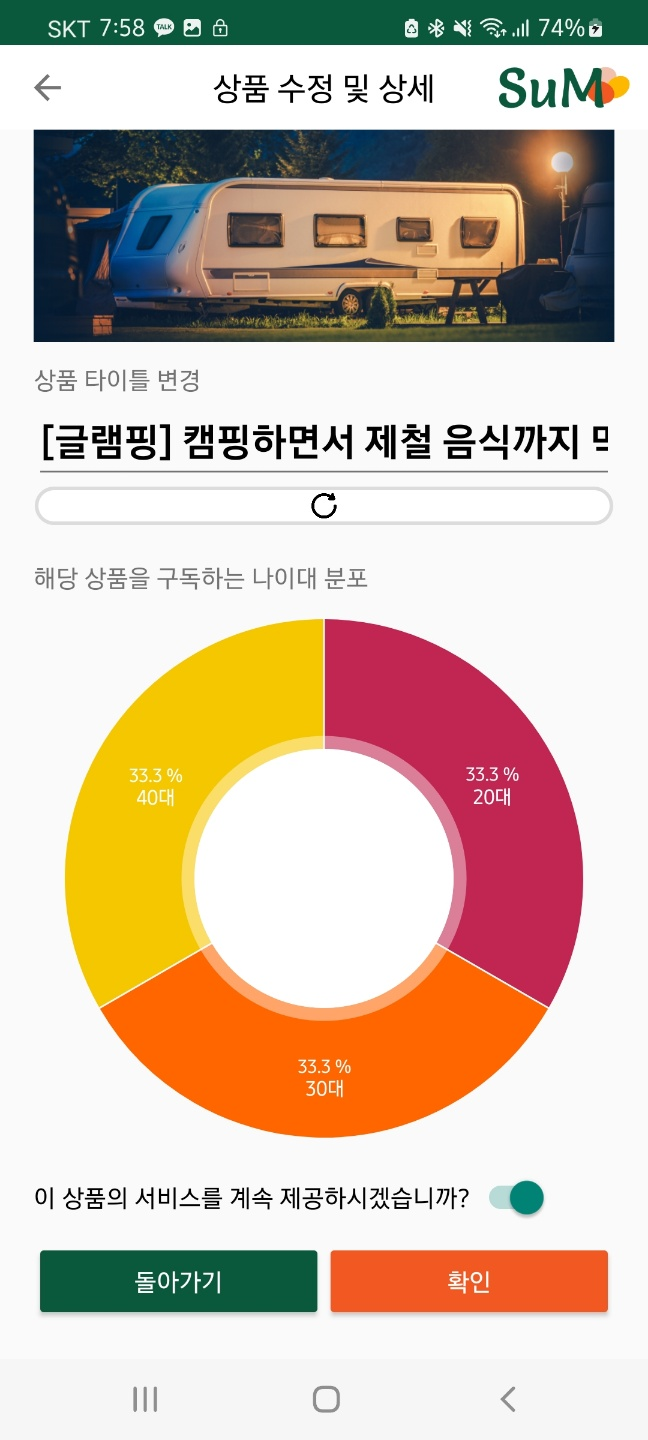 SKT 7:58 TALK 74%
상품 수정 및 상세 SuM
상품 타이틀 변경
[글램핑] 캠핑하면서 제철 음식까지
해당 상품을 구독하는 나이대 분포
33.3 %
40대
33.3 %
20대
33.3 %
30대
이 상품의 서비스를 계속 제공하시겠습니까?
돌아가기 확인